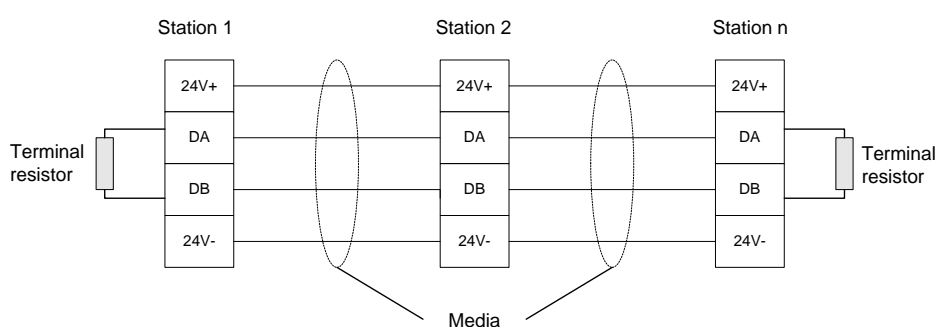 Station 1
Station 2
Station n
24V+
24V+
24V+
DA
DA
DA
Terminal
resistor
Terminal
resistor
DB
DB
DB
24V-
24V-
24V-
Media